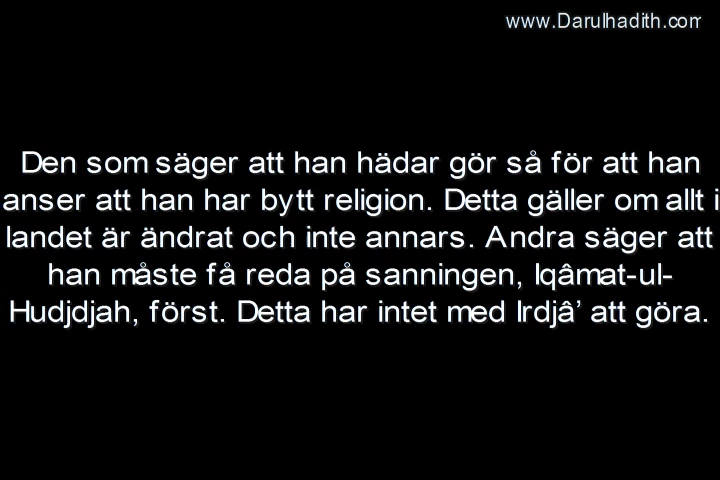 www.Darulhadith.com
Den som säger att han hädar gör så för att han
anser att han har bytt religion. Detta gäller om allt i
landet är ändrat och inte annars. Andra säger att
han måste få reda på sanningen, Iqâmat-ul-
Hudjdjah, först. Detta har intet med Irdjâ’ att göra.